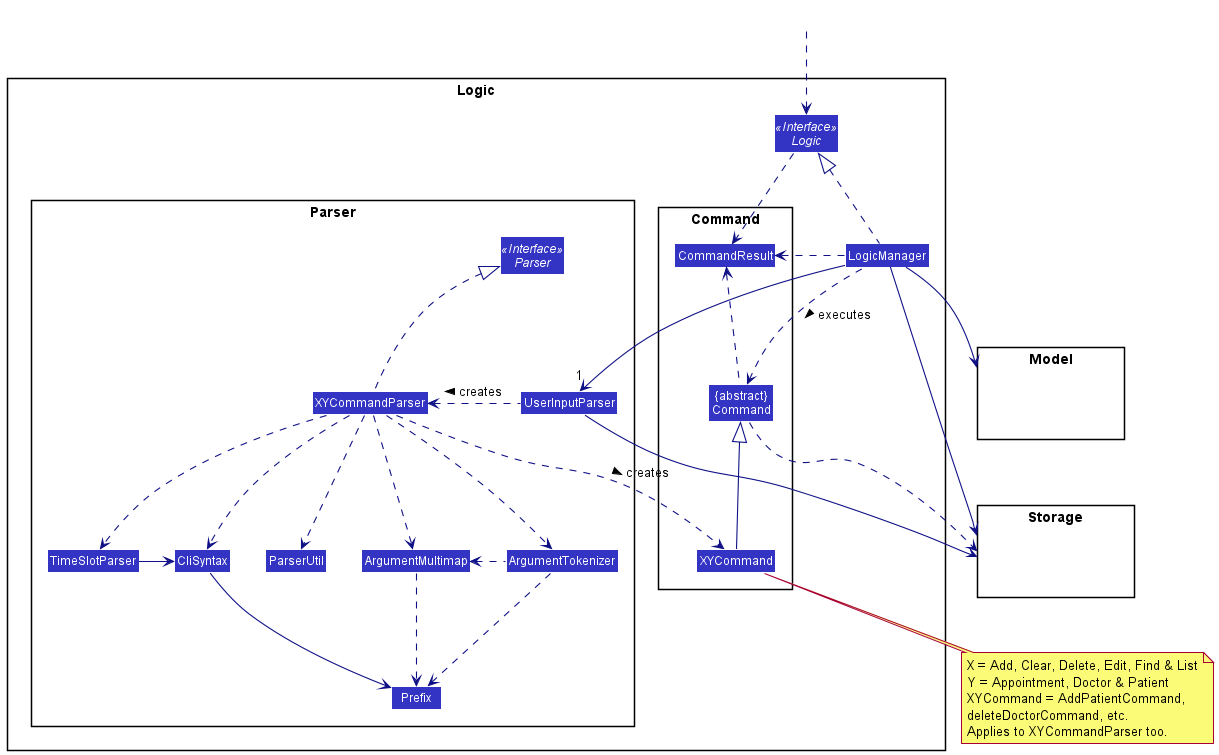 Logic
«Interface»
Logic
Parser
Command
«Interface»
Parser
CommandResult
LogicManager
executes
Model
1
XYCommandParser
creates
UserInputParser
{abstract}
Command
creates
Storage
TimeSlotParser
CliSyntax
ParserUtil
ArgumentMultimap
ArgumentTokenizer
XYCommand
Prefix
X = Add, Clear, Delete, Edit, Find & List
Y = Appointment, Doctor & Patient
XYCommand = AddPatientCommand,
deleteDoctorCommand, etc.
Applies to XYCommandParser too.